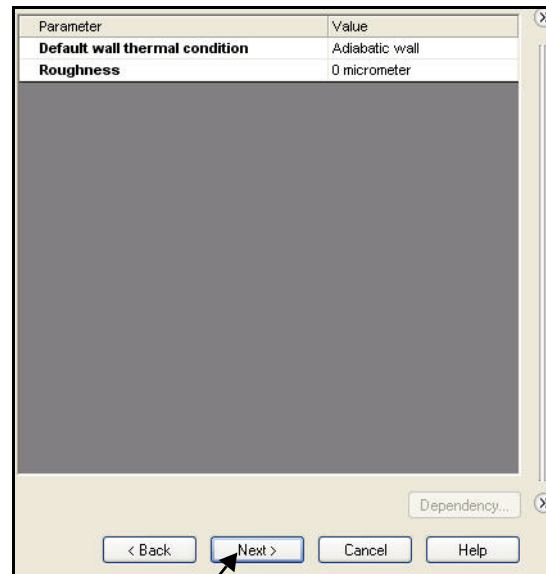 Parameter Value
Default wall thermal condition Adiabatic wall
Roughness 0 micrometer
Dependency...
< Back Next > Cancel Help